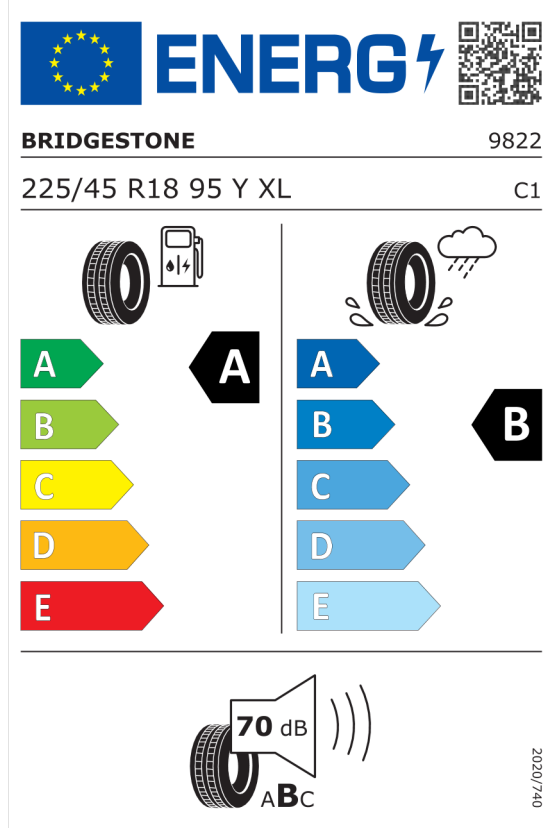 ENERG
BRIDGESTONE 9822
225/45 R18 95 Y XL C1
A A
B
C
D
E
A
B B
C
D
E
70 dB
ABC
2020/740